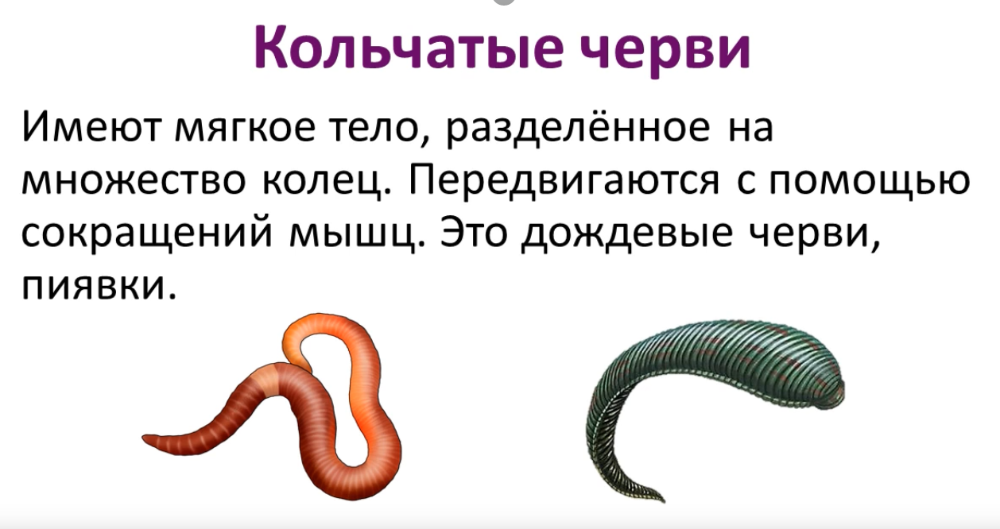 Кольчатые черви
Имеют мягкое тело, разделённое на
множество колец. Передвигаются с помощью
сокращений мышц. Это дождевые черви,
пиявки.